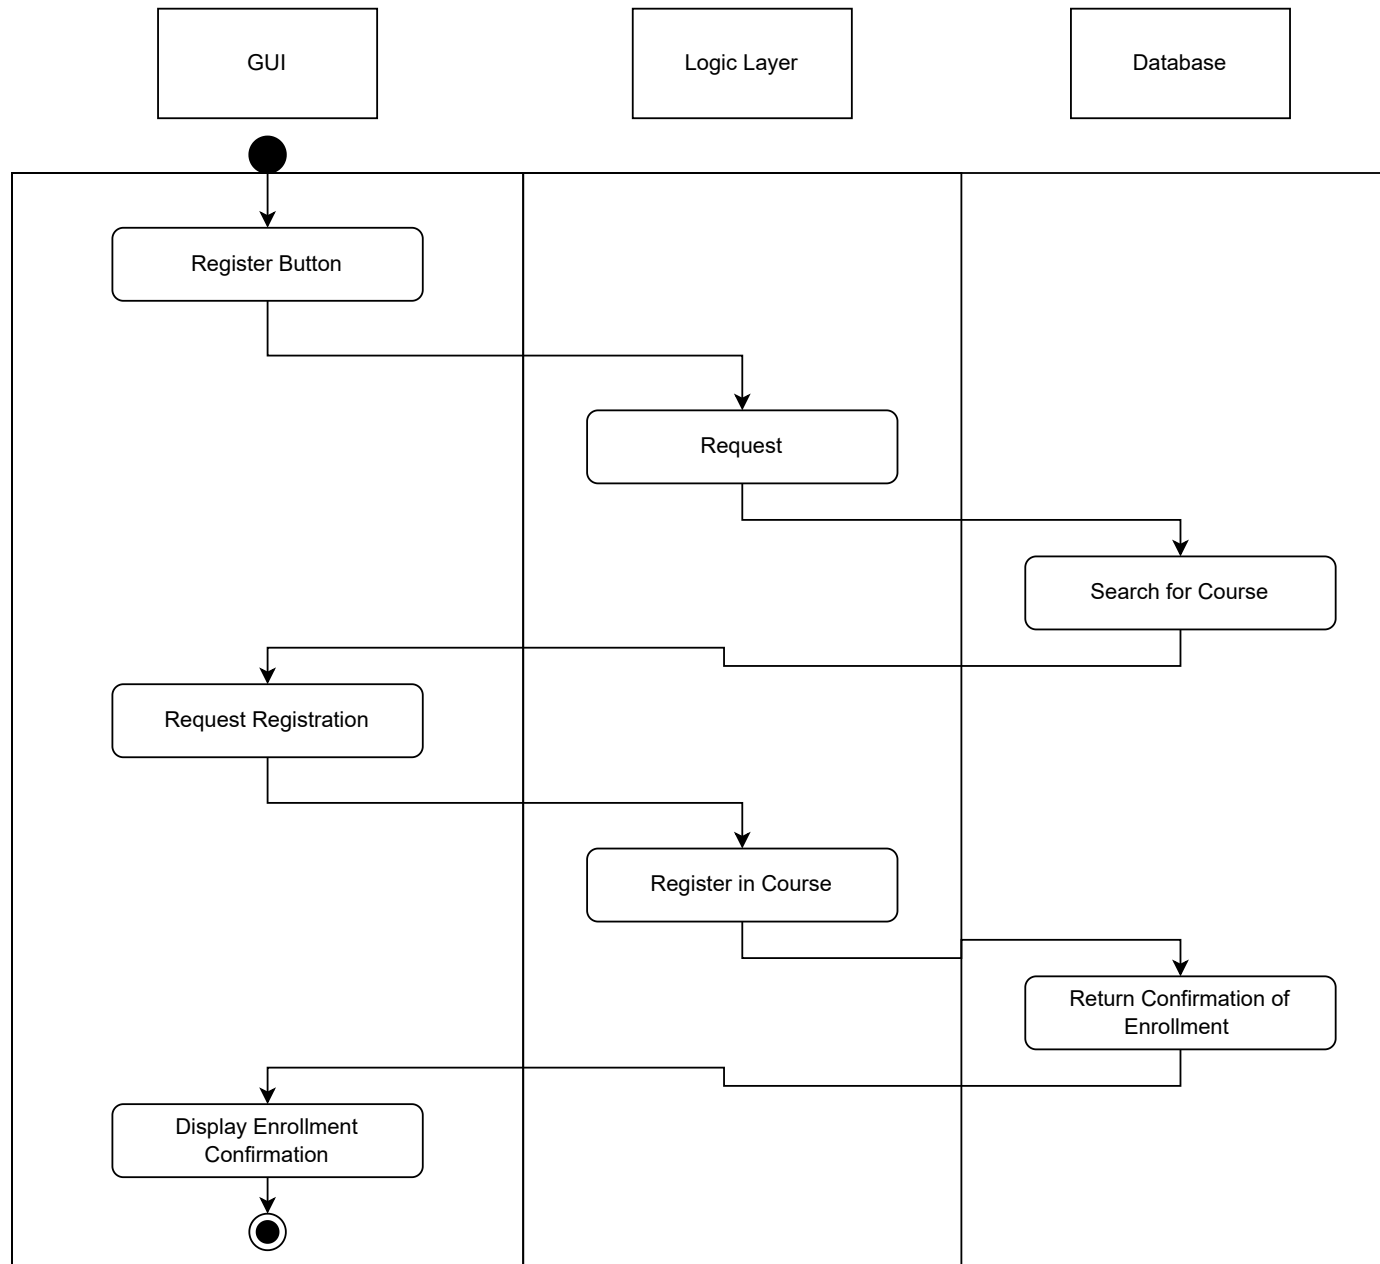 GUI
Logic Layer
Database
Register Button
Request
Search for Course
Request Registration
Register in Course
Return Confirmation of
Enrollment
Display Enrollment
Confirmation